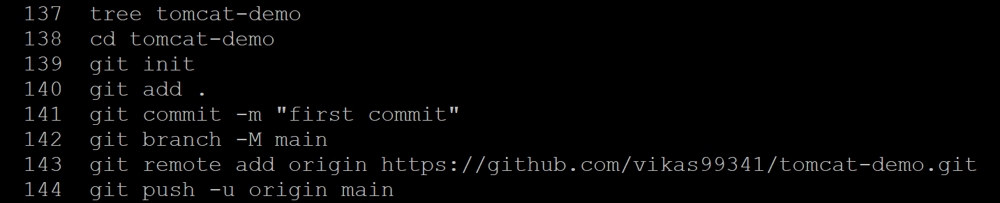 137 tree tomcat-demo
138 cd tomcat-demo
139 git init
140 git add .
141 git commit -m "first commit"
142 git branch -M main
143 git remote add origin https://github.com/vikas99341/tomcat-demo.git
144 git push -u origin main